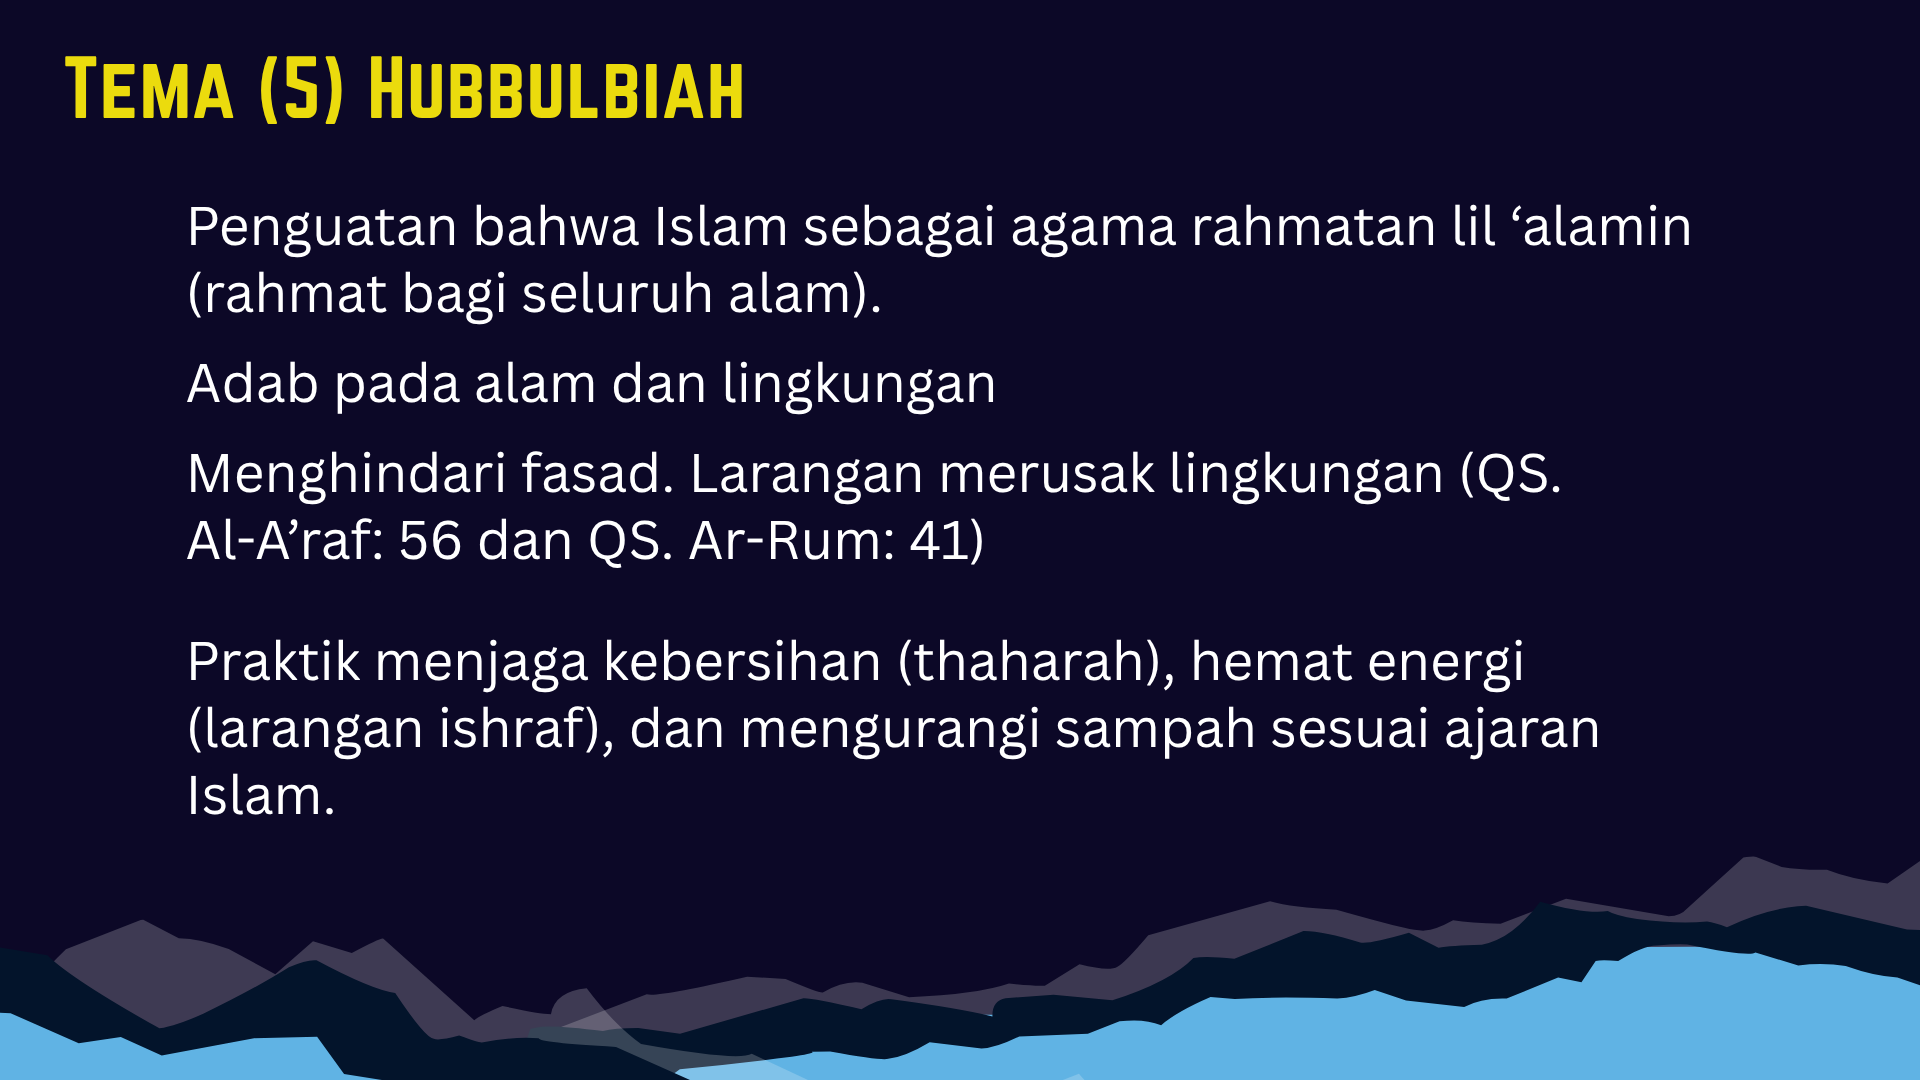 Tema (5) Hubbulbiah
Penguatan bahwa Islam sebagai agama rahmatan lil ‘alamin
(rahmat bagi seluruh alam).
Adab pada alam dan lingkungan
Menghindari fasad. Larangan merusak lingkungan (QS.
Al-A’raf: 56 dan QS. Ar-Rum: 41)
Praktik menjaga kebersihan (thaharah), hemat energi
(larangan ishraf), dan mengurangi sampah sesuai ajaran
Islam.